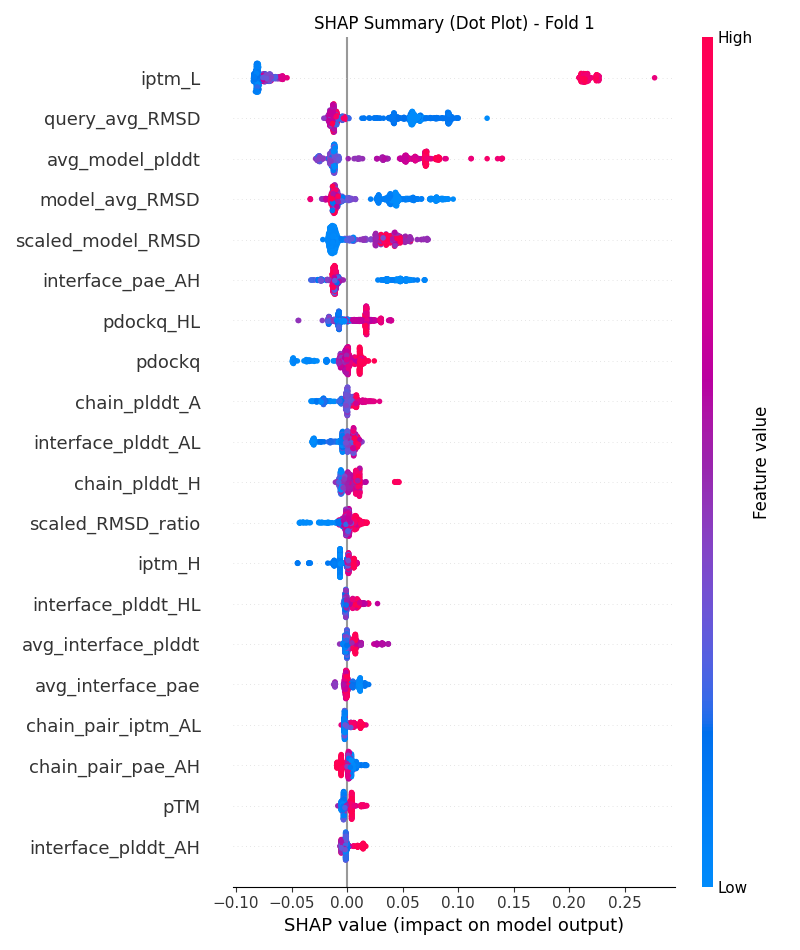 SHAP Summary (Dot Plot) - Fold 1
High
iptm_L
query_avg_RMSD
avg_model_plddt
model_avg_RMSD
scaled_model_RMSD
interface_pae_AH
pdockq_HL
pdockq
chain_plddt_A
interface_plddt_AL
chain_plddt_H
scaled_RMSD_ratio
iptm_H
interface_plddt_HL
avg_interface_plddt
avg_interface_pae
chain_pair_iptm_AL
chain_pair_pae_AH
pTM
interface_plddt_AH
Feature value
Low
−0.10 −0.05 0.00 0.05 0.10 0.15 0.20 0.25
SHAP value (impact on model output)